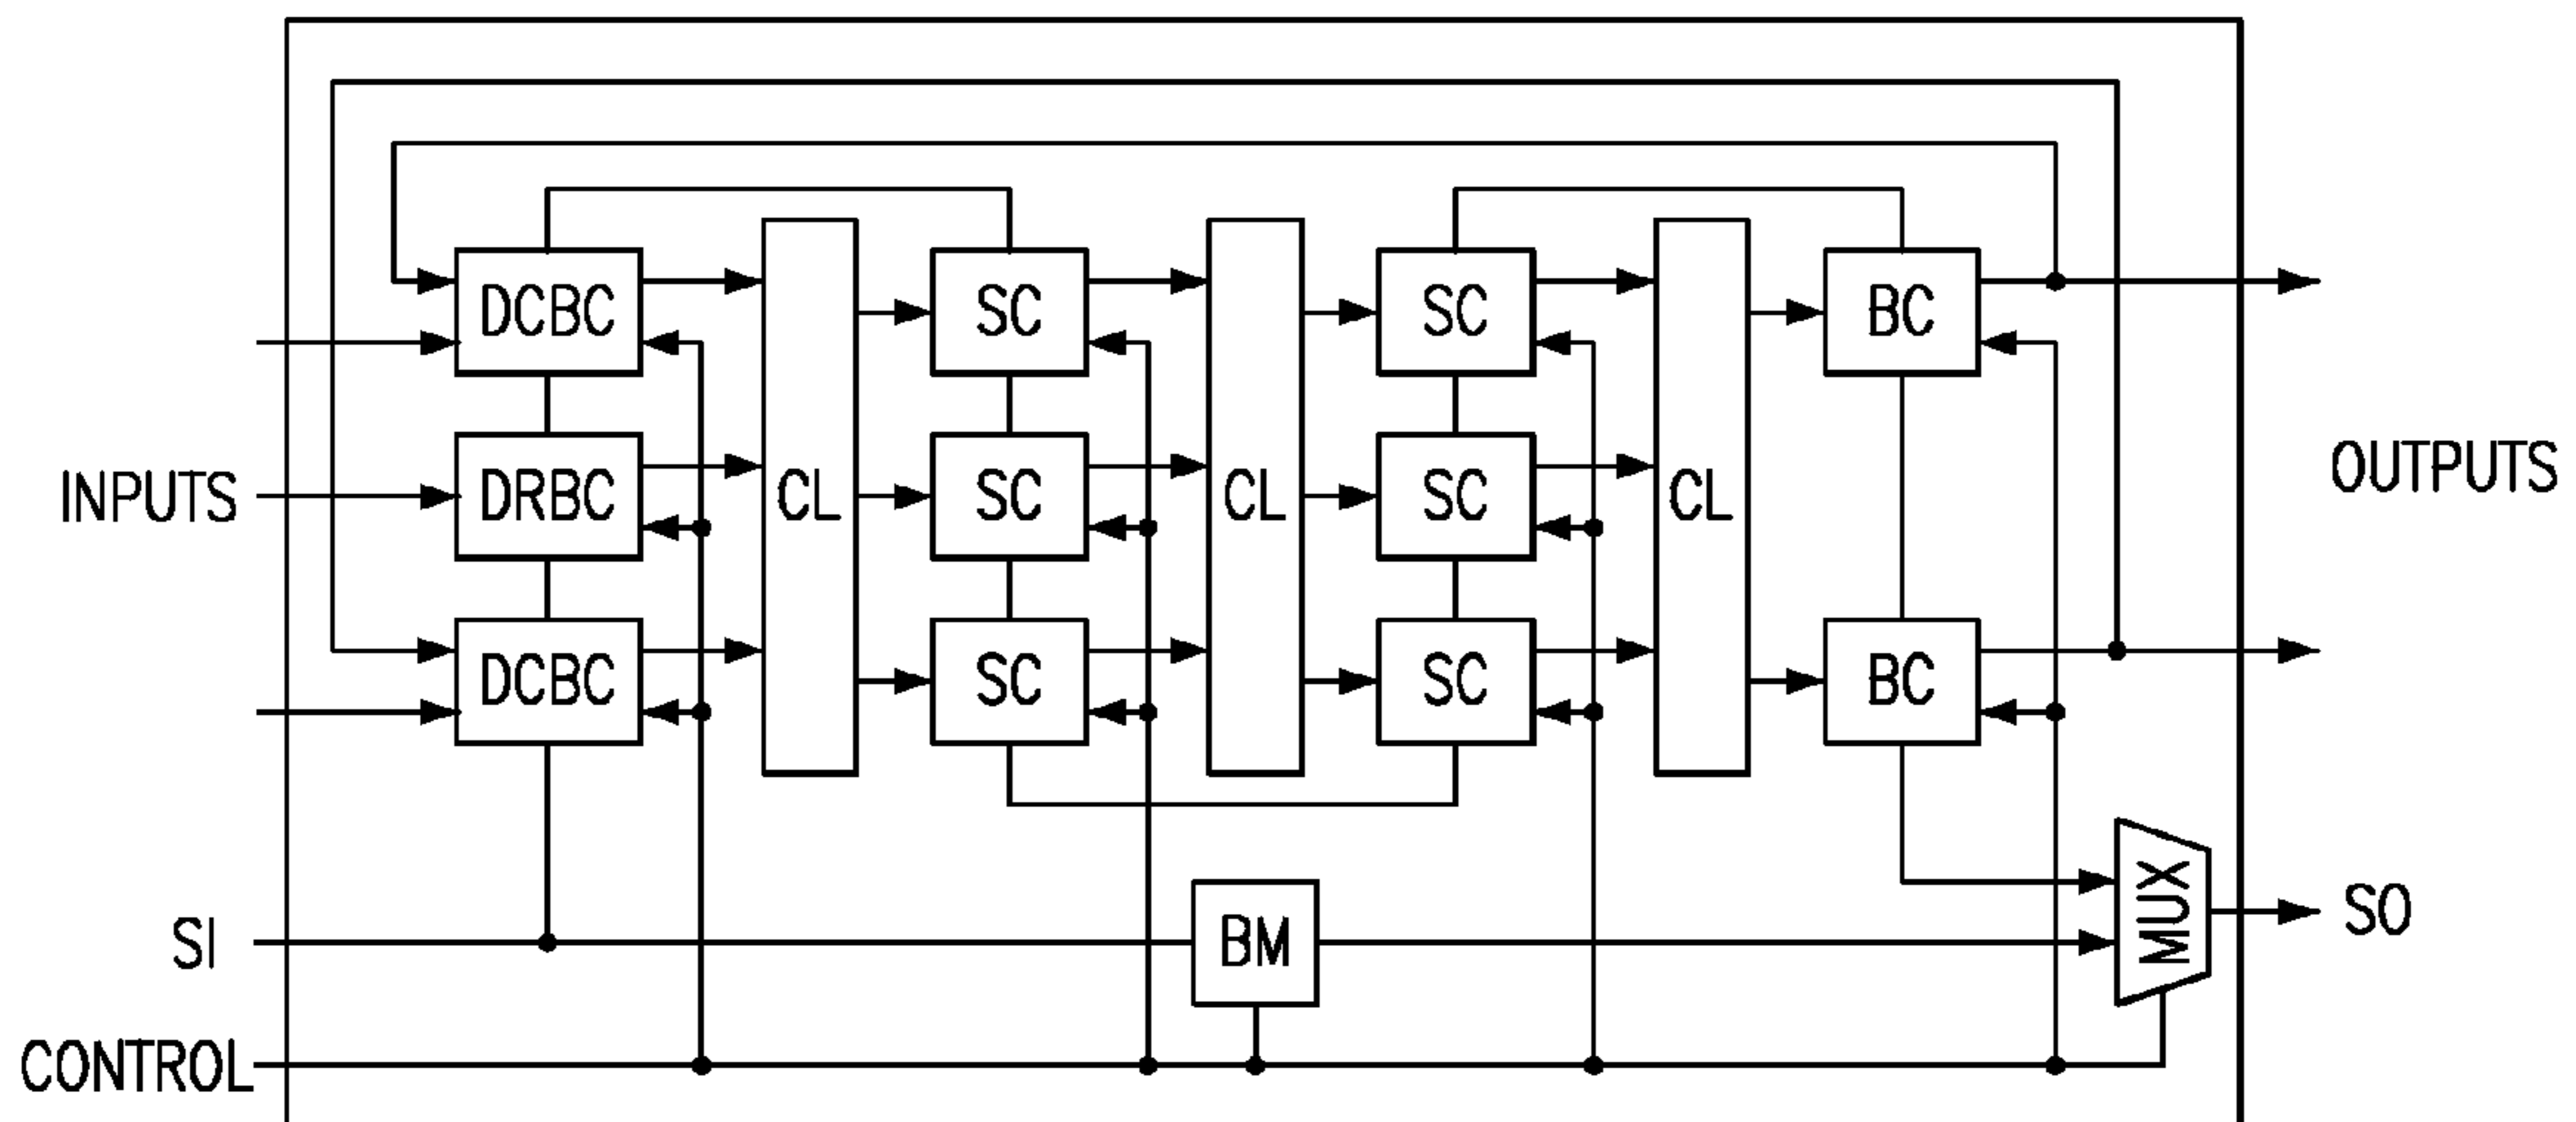 DCBC SC SC BC
INPUTS DRBC CL SC CL SC CL OUTPUTS
DCBC SC SC BC
MUX
SI BM SO
CONTROL